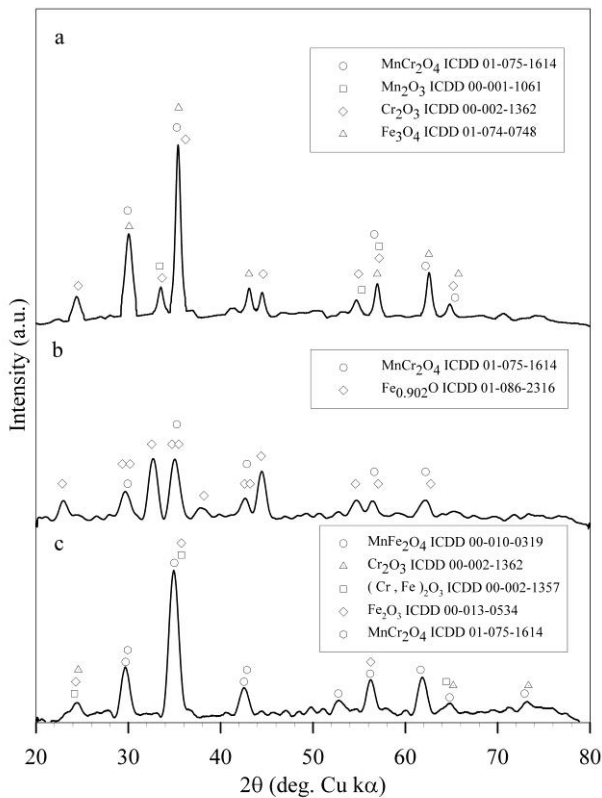 a
MnCr₂O₄ ICDD 01-075-1614
Mn₂O₃ ICDD 00-001-1061
Cr₂O₃ ICDD 00-002-1362
Fe₃O₄ ICDD 01-074-0748
b
MnCr₂O₄ ICDD 01-075-1614
Fe₀.₉₀₂O ICDD 01-086-2316
c
MnFe₂O₄ ICDD 00-010-0319
Cr₂O₃ ICDD 00-002-1362
( Cr , Fe )₂O₃ ICDD 00-002-1357
Fe₂O₃ ICDD 00-013-0534
MnCr₂O₄ ICDD 01-075-1614
Intensity (a.u.)
20 30 40 50 60 70 80
2θ (deg. Cu kα)